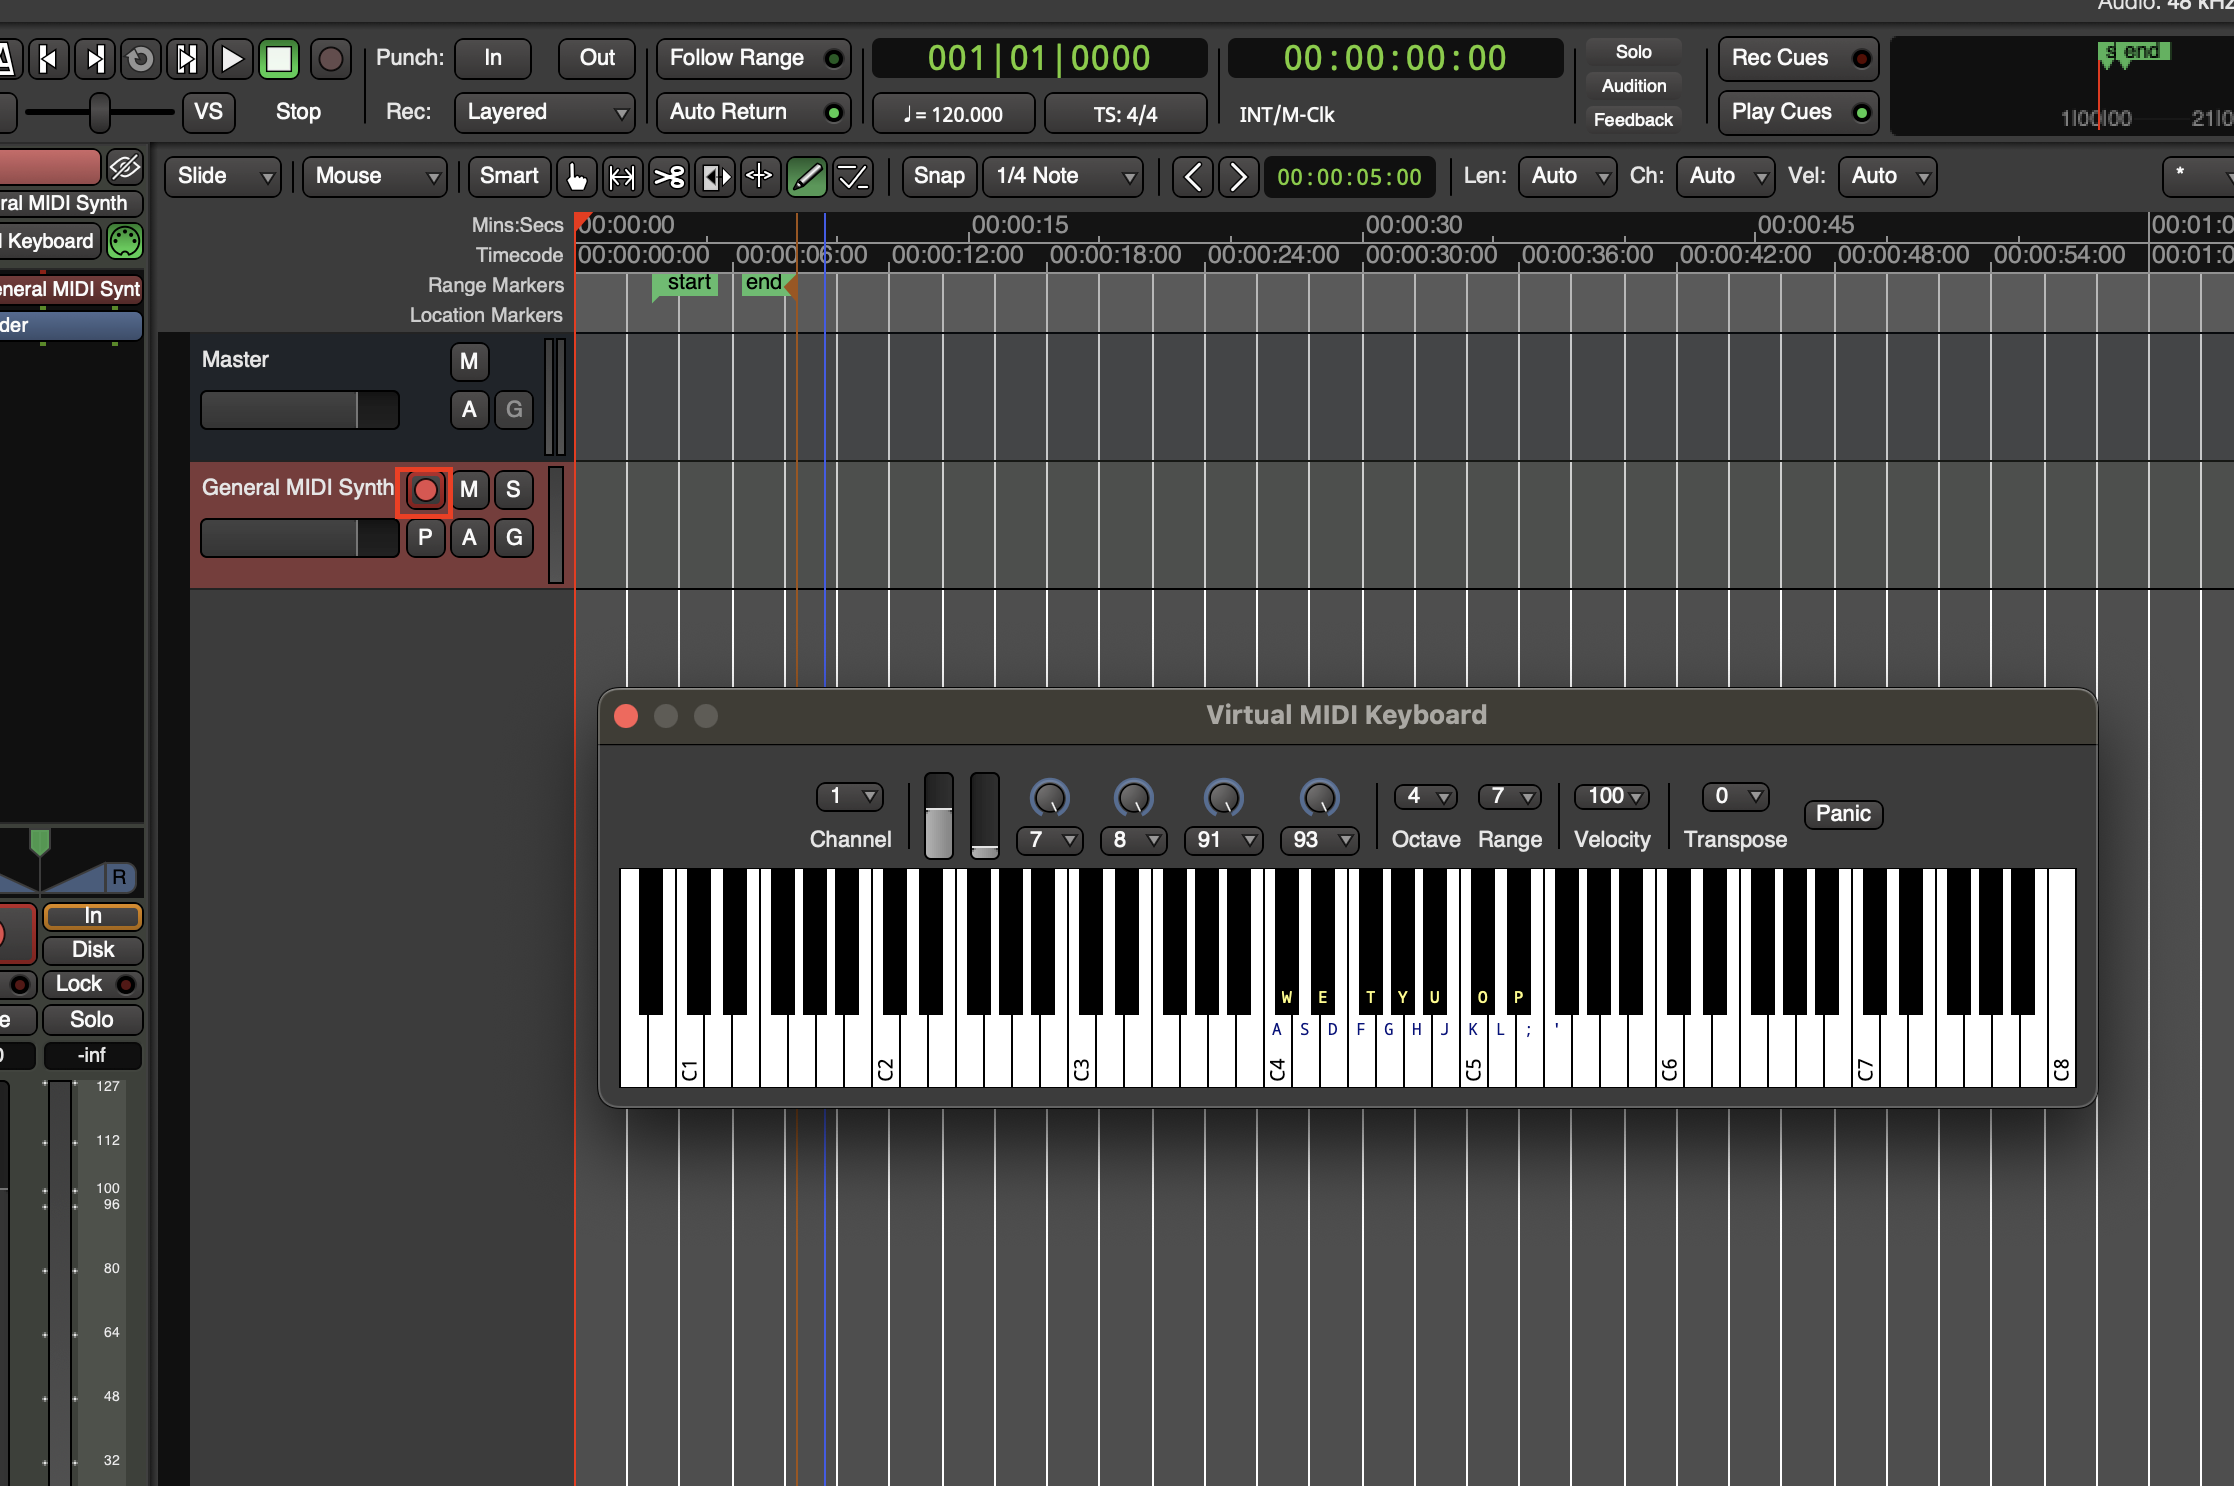 Audio: 48 kHz
Punch: In Out Follow Range 001|01|0000 00:00:00:00 Solo Rec Cues s end
Audition
VS Stop Rec: Layered Auto Return ♩= 120.000 TS: 4/4 INT/M-Clk Feedback Play Cues 1|00|00
Slide Mouse Smart Snap 1/4 Note 00:00:05:00 Len: Auto Ch: Auto Vel: Auto *
ral MIDI Synth
l Keyboard
neral MIDI Synt
der
Mins:Secs 00:00:00 00:00:15 00:00:30 00:00:45 00:01:0
Timecode 00:00:00:00 00:00:06:00 00:00:12:00 00:00:18:00 00:00:24:00 00:00:30:00 00:00:36:00 00:00:42:00 00:00:48:00 00:00:54:00 00:01:0
Range Markers start end
Location Markers
Master M
A G
General MIDI Synth M S
P A G
Virtual MIDI Keyboard
1 7 8 91 93 4 7 100 0 Panic
Channel Octave Range Velocity Transpose
W E T Y U O P
A S D F G H J K L ; '
C1 C2 C3 C4 C5 C6 C7 C8
R
In
Disk
Lock
e Solo
-inf
127
112
100
96
80
64
48
32